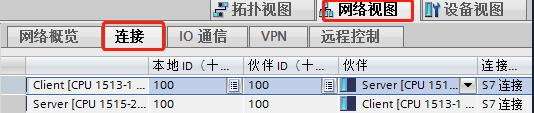 拓扑视图 网络视图 设备视图
网络概览 连接 IO 通信 VPN 远程控制
本地 ID（十... 伙伴 ID（十... 伙伴 连接...
Client [CPU 1513-1 ... 100 100 Server [CPU 151... S7 连接
Server [CPU 1515-2... 100 100 Client [CPU 1513-1 ... S7 连接